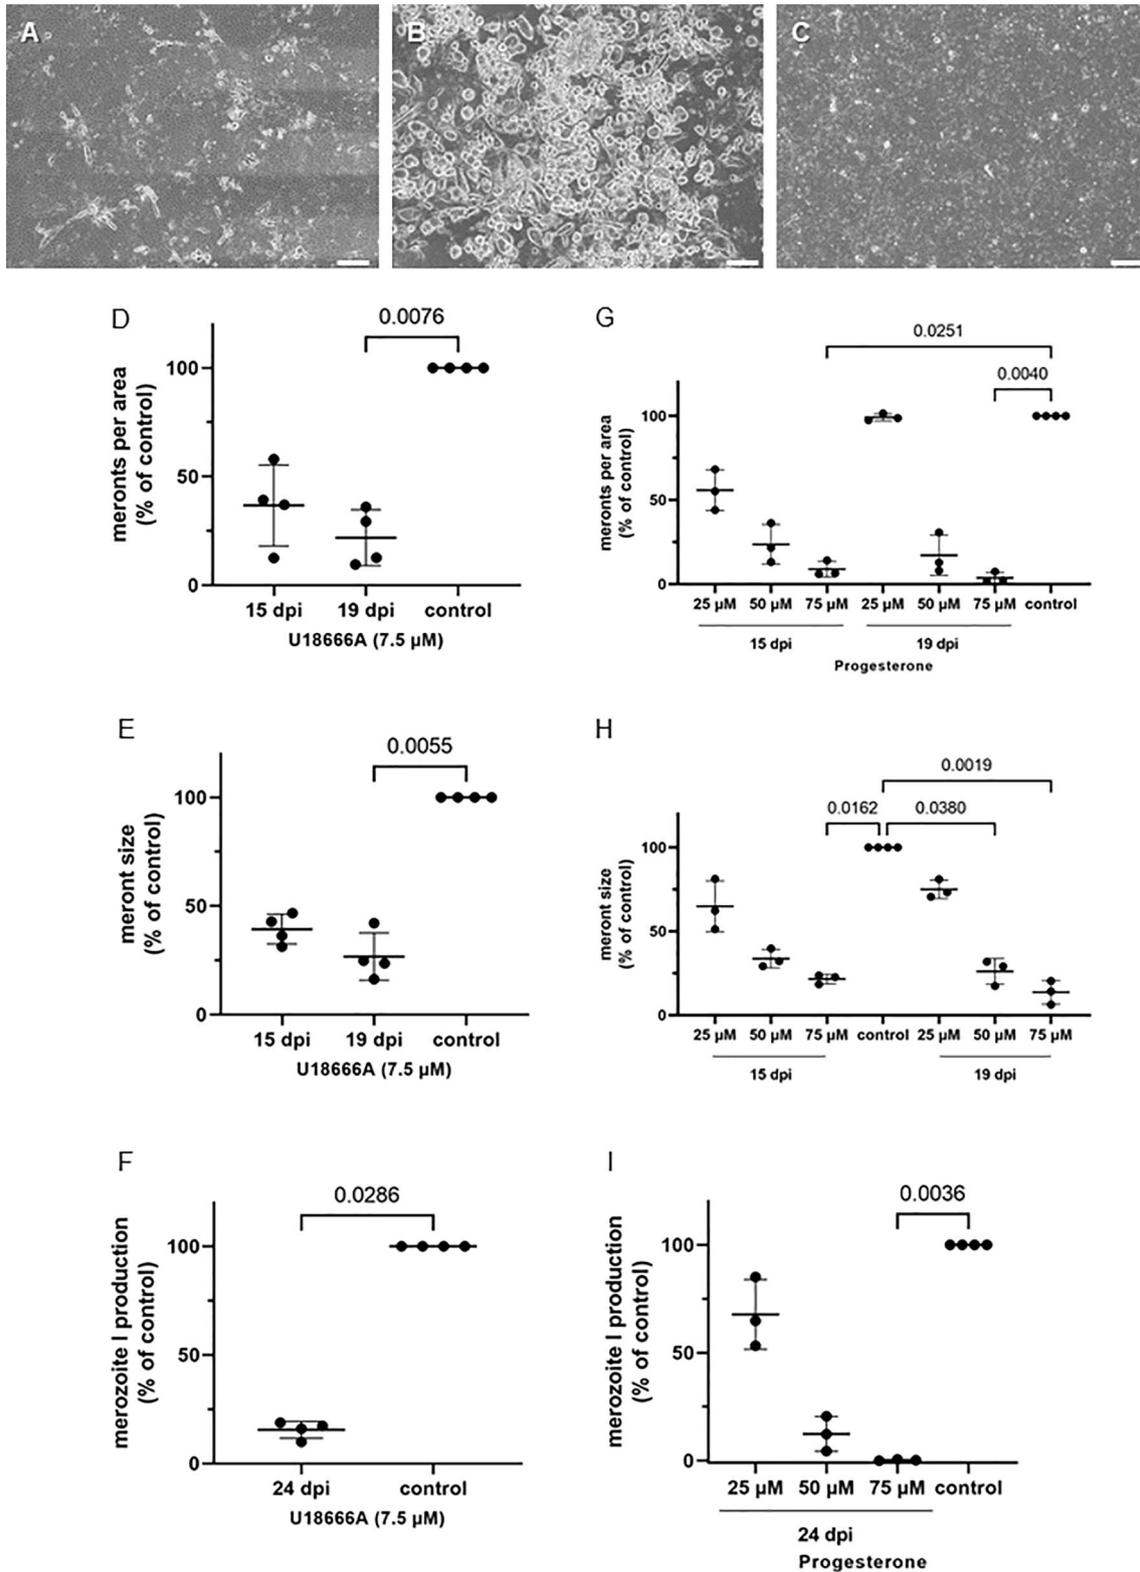 A
B
C
D
0.0076
100
50
0
meronts per area
(% of control)
15 dpi 19 dpi control
U18666A (7.5 µM)
G
0.0251
0.0040
100
50
0
meronts per area
(% of control)
25 µM 50 µM 75 µM 25 µM 50 µM 75 µM control
15 dpi 19 dpi
Progesterone
E
0.0055
100
50
0
meront size
(% of control)
15 dpi 19 dpi control
U18666A (7.5 µM)
H
0.0019
0.0162 0.0380
100
50
0
meront size
(% of control)
25 µM 50 µM 75 µM control 25 µM 50 µM 75 µM
15 dpi 19 dpi
F
0.0286
100
50
0
merozoite I production
(% of control)
24 dpi control
U18666A (7.5 µM)
I
0.0036
100
50
0
merozoite I production
(% of control)
25 µM 50 µM 75 µM control
24 dpi
Progesterone